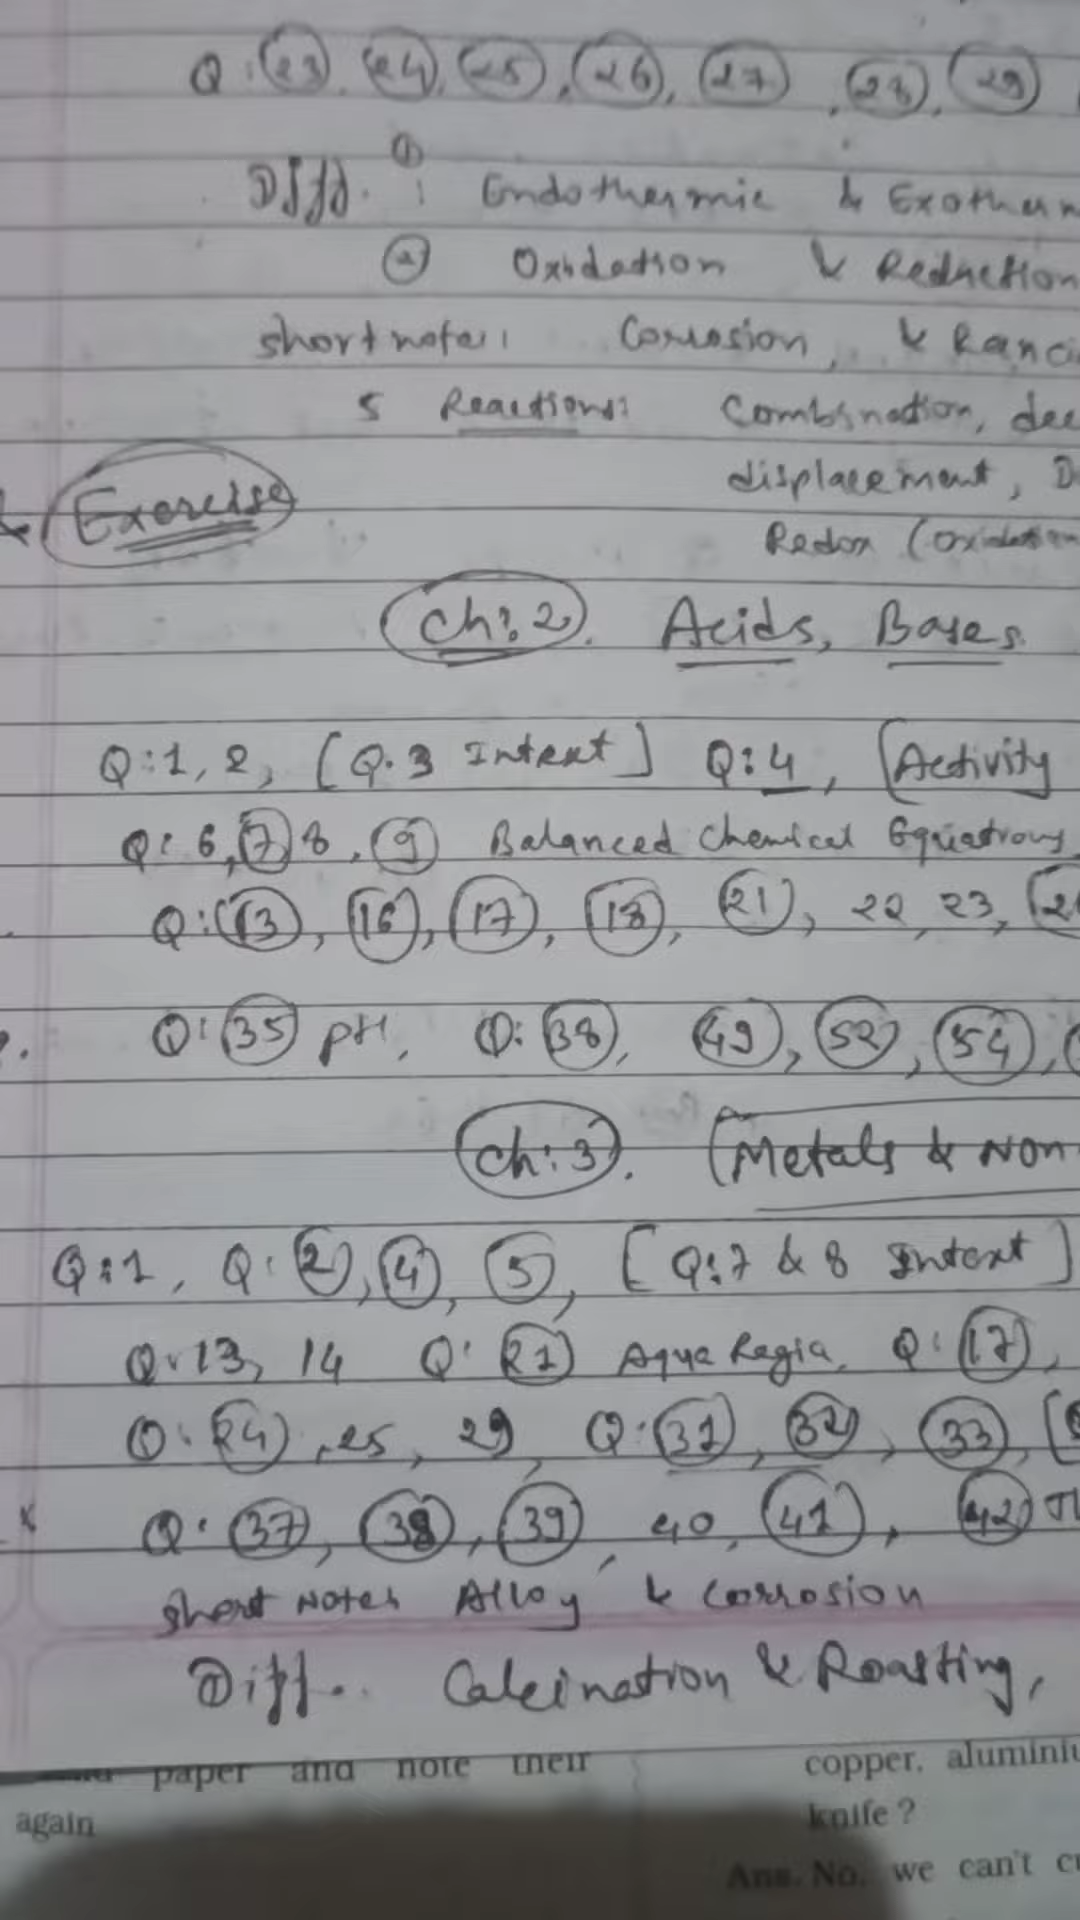 Q: 23, 24, 25, 26, 27, 28, 29
Diff. : ① Endothermic & Exotherm
② Oxidation & Reduction
short note: Corrosion, & Ranci
5 Reactions: Combination, dec
displacement, D
Redox (oxidation
& Exercise
Ch: 2. Acids, Bases
Q:1, 2, [Q.3 Intext] Q:4, [Activity
Q: 6, 7 8, 9 Balanced Chemical Equations
Q: 13, 16, 17, 18, 21, 22, 23, 2
Q: 35 pH, Q: 38, 49, 52, 54,
Ch: 3. (Metals & Non
Q:1, Q: 2, 4, 5, [Q:7 & 8 Intext]
Q:13, 14 Q: 21 Aqua Regia, Q: 17,
Q: 24, 25, 29, Q: 31, 32, 33,
Q: 37, 38, 39, 40, 41, 42
short notes Alloy & Corrosion
Diff.. Calcination & Roasting,
paper and note their
again
copper, aluminiu
knife ?
Ans. No, we can't cu